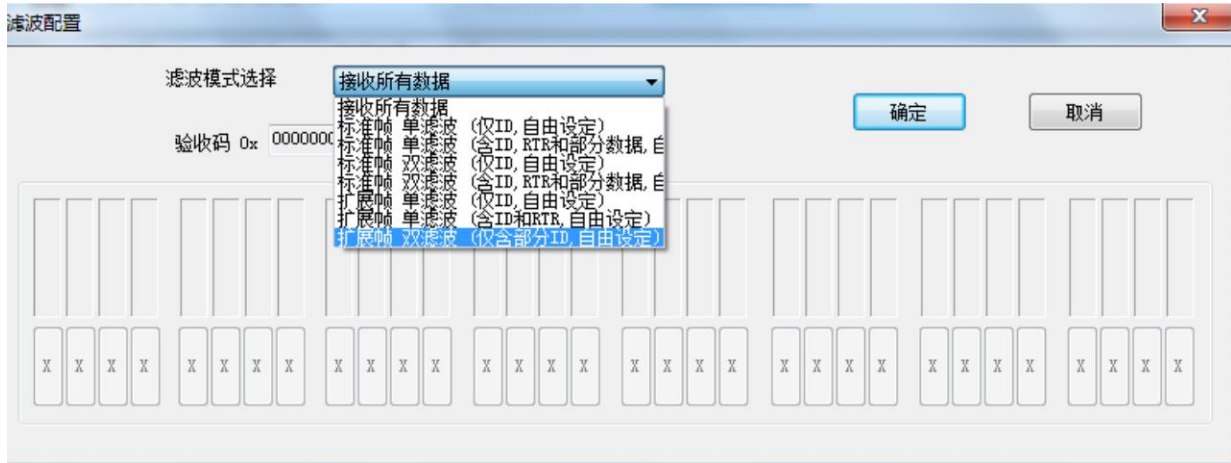 滤波配置
X
滤波模式选择
接收所有数据
确定
取消
验收码 0x
0000000
接收所有数据
标准帧 单滤波 (仅ID,自由设定)
标准帧 单滤波 (含ID,RTR和部分数据,自
标准帧 双滤波 (仅ID,自由设定)
标准帧 双滤波 (含ID,RTR和部分数据,自
扩展帧 单滤波 (仅ID,自由设定)
扩展帧 单滤波 (含ID和RTR,自由设定)
扩展帧 双滤波 (仅含部分ID,自由设定)
X X X X X X X X X X X X X X X X X X X X X X X X X X X X X X X X